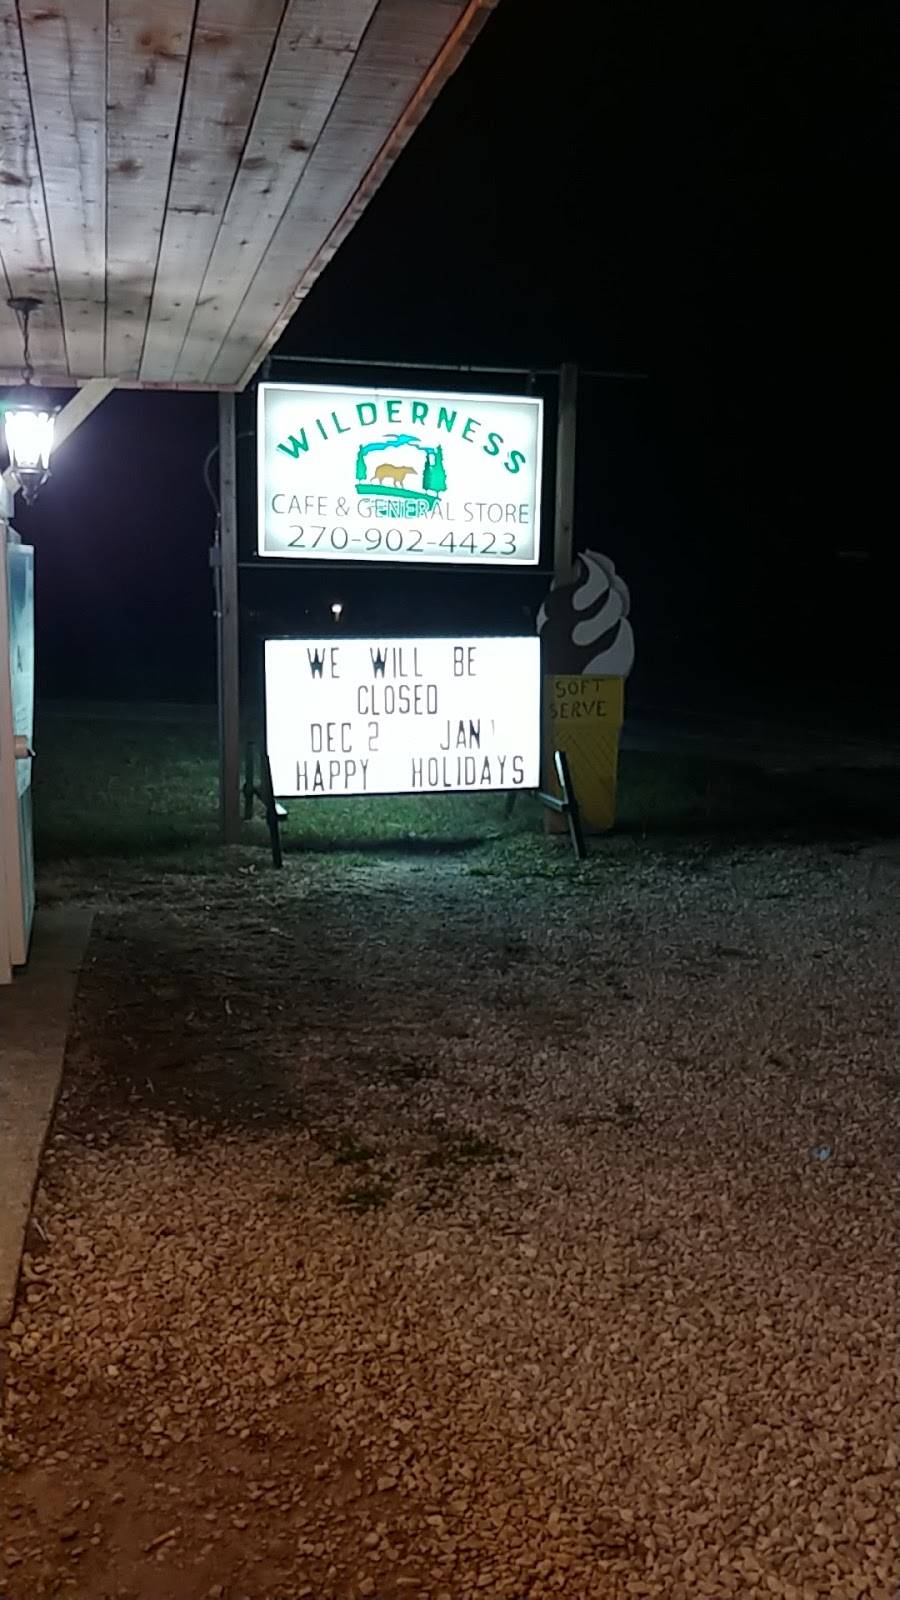 WILDERNESS
CAFE & GENERAL STORE
270-902-4423
WE WILL BE
CLOSED
DEC 2 JAN
HAPPY HOLIDAYS
SOFT
SERVE